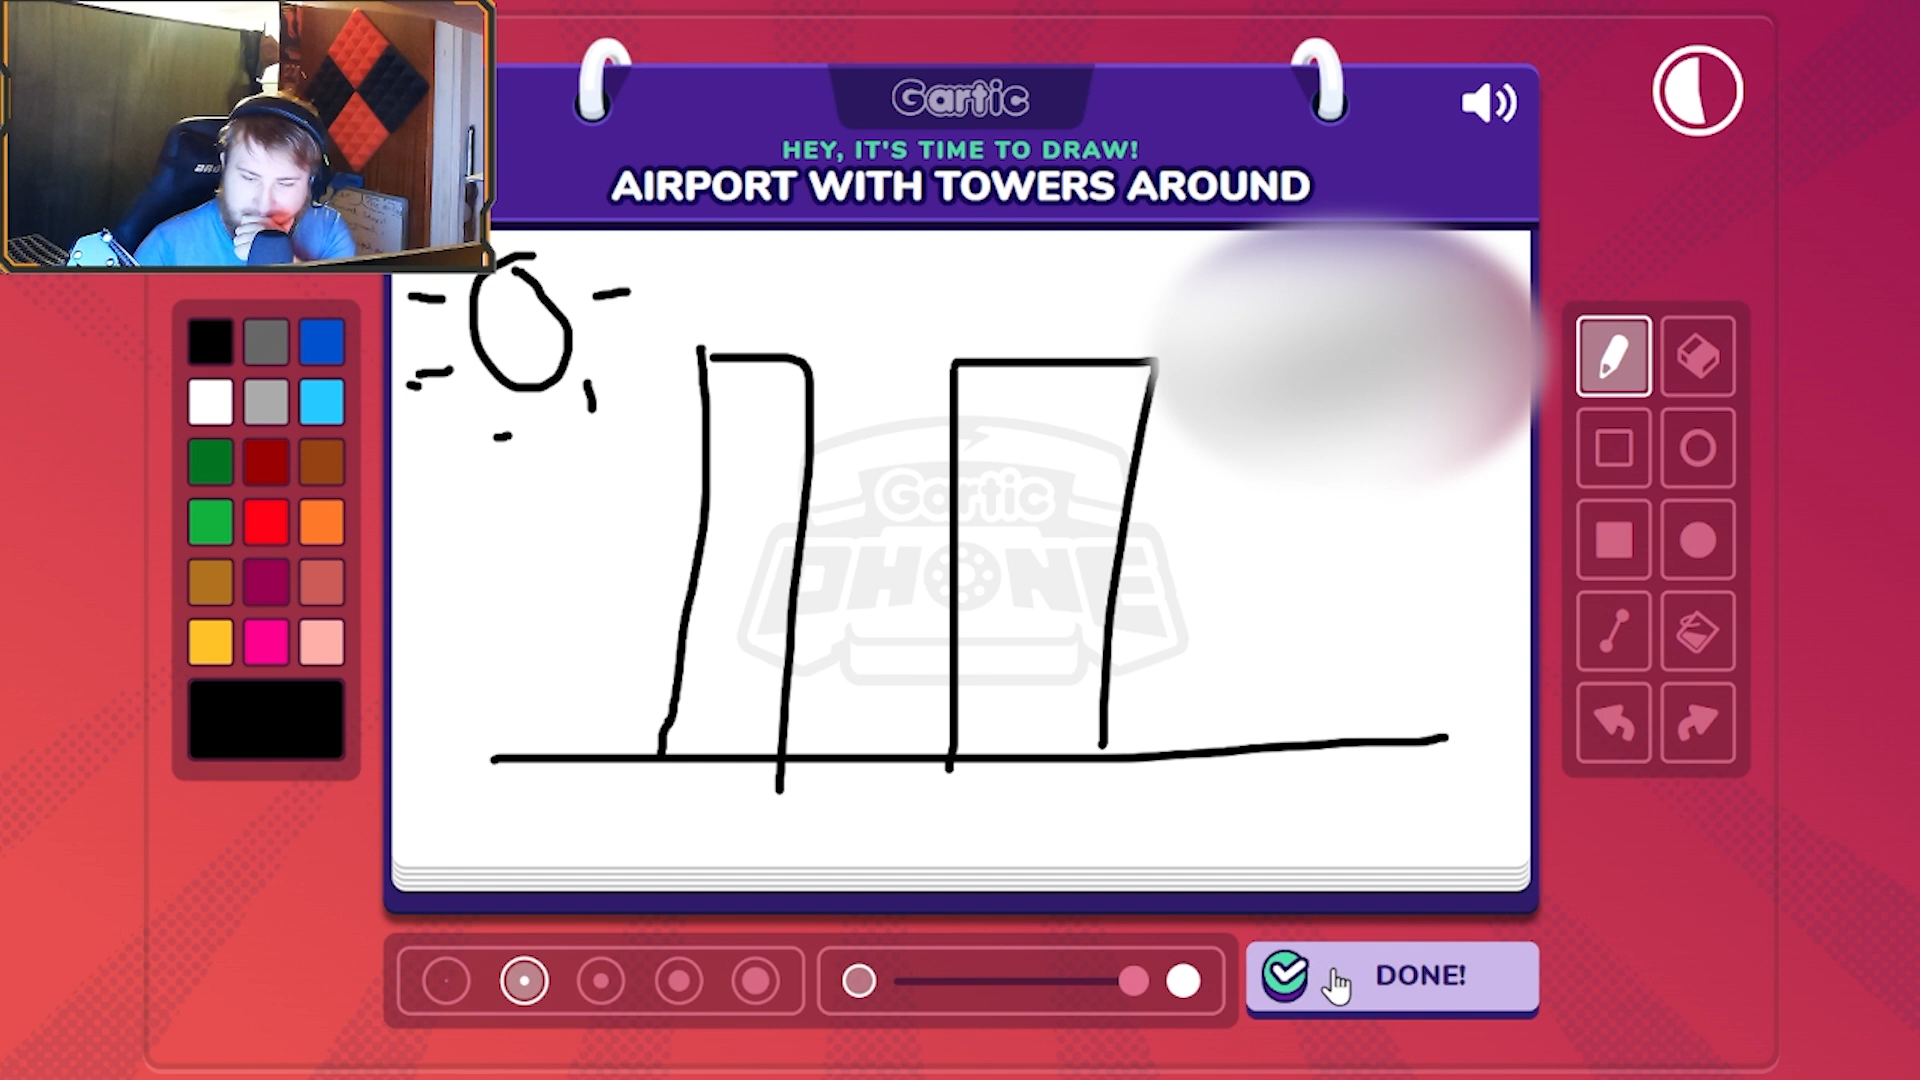 Gartic
HEY, IT'S TIME TO DRAW!
AIRPORT WITH TOWERS AROUND
Gartic
PHONE
DONE!